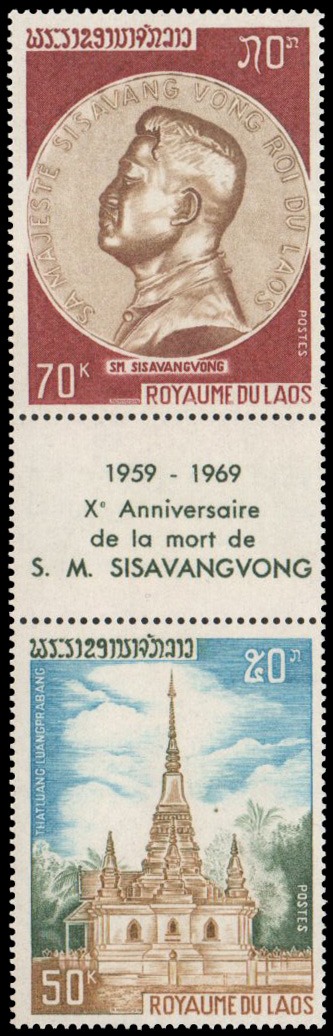 ພຣະຣາຊອານາຈັກລາວ
໗໐ ກ
SA MAJESTE SISAVANG VONG ROI DU LAOS
POSTES
SM SISAVANGVONG
70K
ROYAUME DU LAOS
1959 - 1969
Xe Anniversaire
de la mort de
S. M. SISAVANGVONG
ພຣະຣາຊອານາຈັກລາວ
໕໐ ກ
THATLUANG LUANGPRABANG
POSTES
50K
ROYAUME DU LAOS